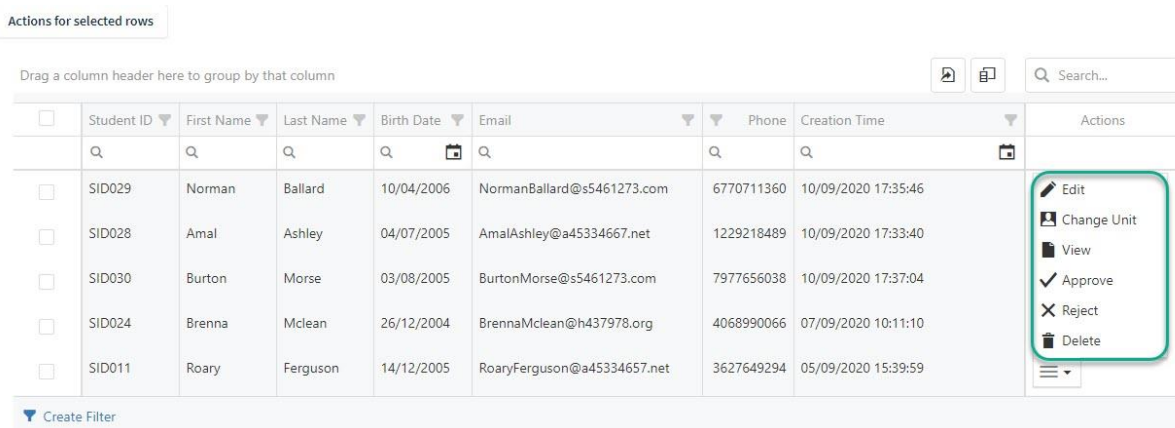 Actions for selected rows
Drag a column header here to group by that column
Search...
Student ID First Name Last Name Birth Date Email Phone Creation Time Actions
SID029 Norman Ballard 10/04/2006 NormanBallard@s5461273.com 6770711360 10/09/2020 17:35:46
Edit
Change Unit
SID028 Amal Ashley 04/07/2005 AmalAshley@a45334667.net 1229218489 10/09/2020 17:33:40
View
SID030 Burton Morse 03/08/2005 BurtonMorse@s5461273.com 7977656038 10/09/2020 17:37:04
Approve
Reject
SID024 Brenna Mclean 26/12/2004 BrennaMclean@h437978.org 4068990066 07/09/2020 10:11:10
Delete
SID011 Roary Ferguson 14/12/2005 RoaryFerguson@a45334657.net 3627649294 05/09/2020 15:39:59
Create Filter